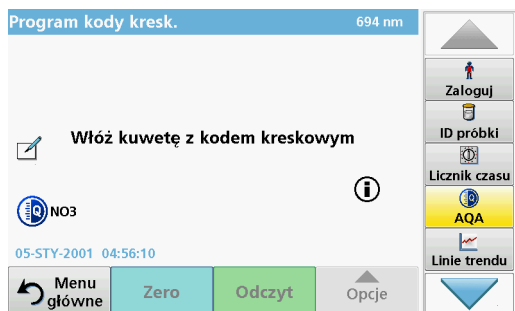 Program kody kresk. 694 nm
Włóż kuwetę z kodem kreskowym
NO3
05-STY-2001 04:56:10
Menu główne
Zero
Odczyt
Opcje
Zaloguj
ID próbki
Licznik czasu
AQA
Linie trendu